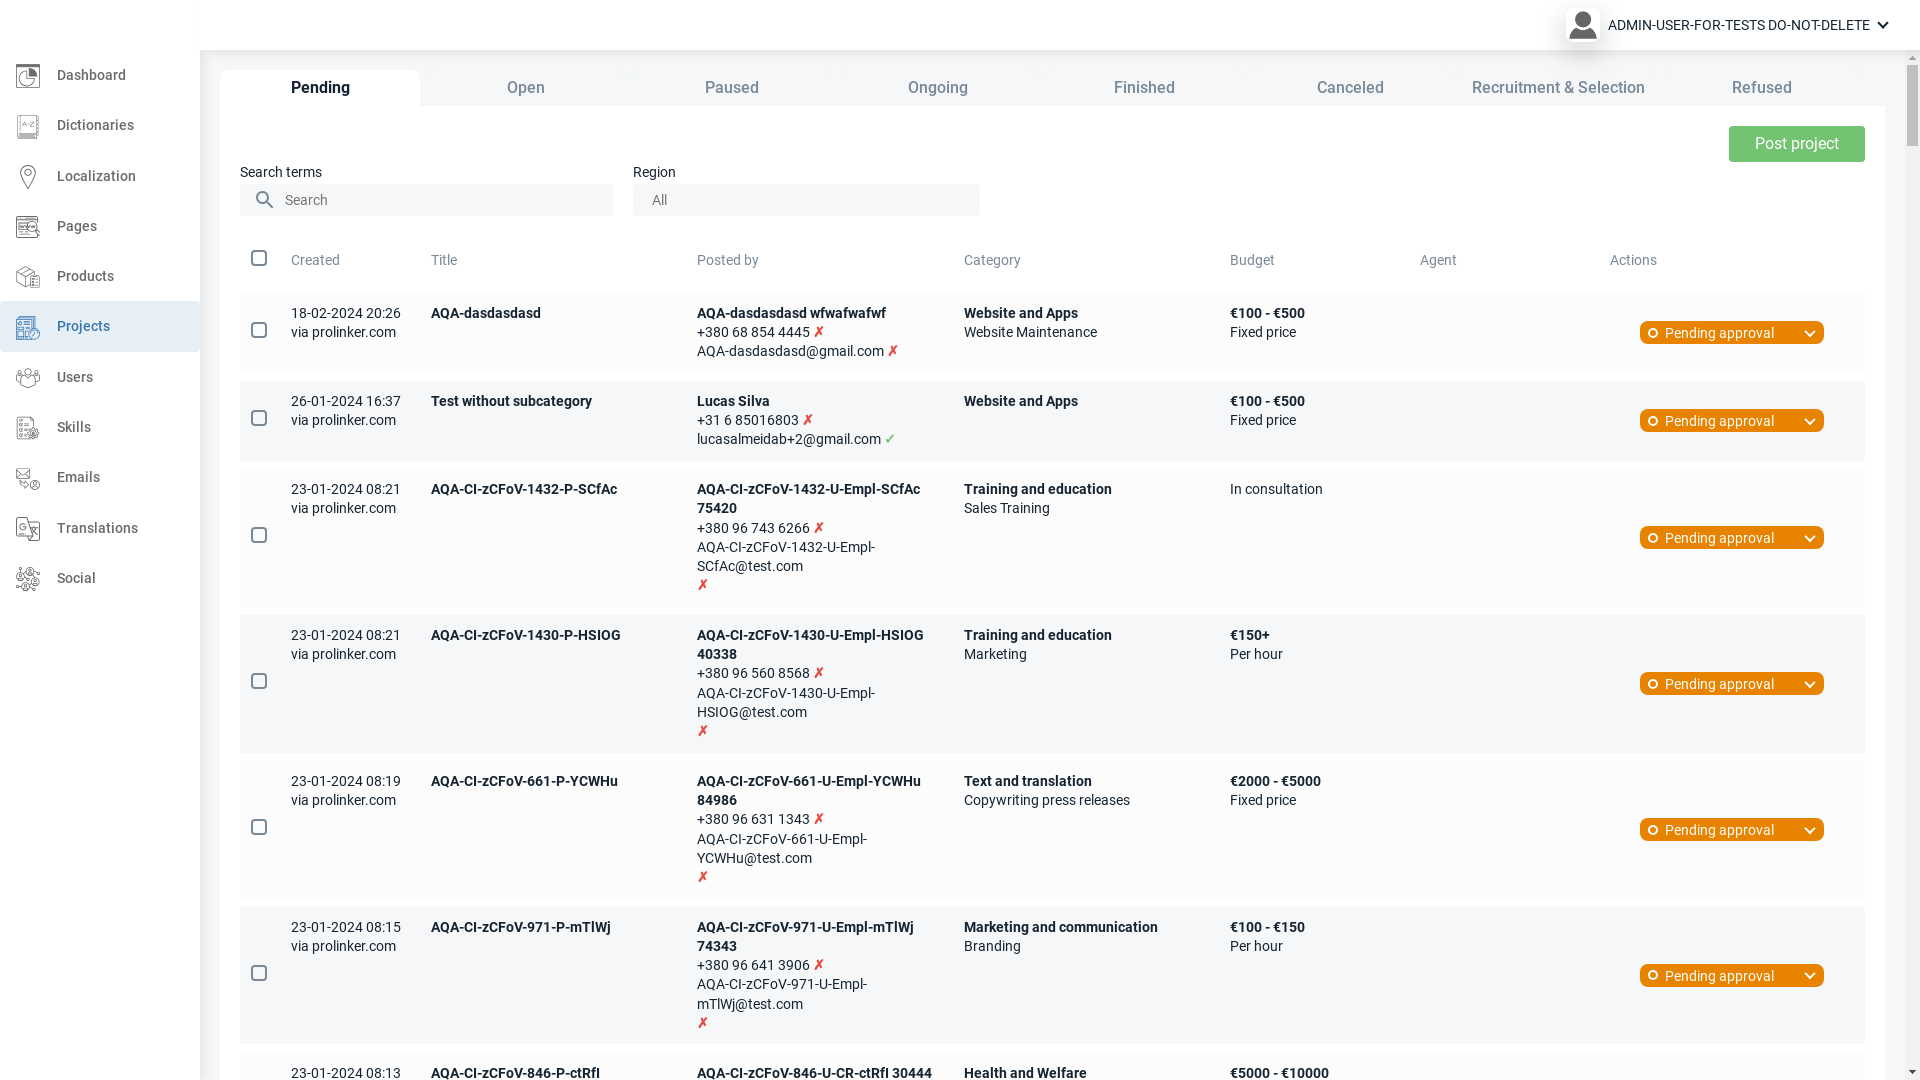 ADMIN-USER-FOR-TESTS DO-NOT-DELETE
Dashboard
Dictionaries
Localization
Pages
Products
Projects
Users
Skills
Emails
Translations
Social
Pending Open Paused Ongoing Finished Canceled Recruitment & Selection Refused
Post project
Search terms Region
Search All
Created Title Posted by Category Budget Agent Actions
18-02-2024 20:26 AQA-dasdasdasd AQA-dasdasdasd wfwafwafwf Website and Apps €100 - €500
via prolinker.com +380 68 854 4445 ✗ Website Maintenance Fixed price Pending approval
AQA-dasdasdasd@gmail.com ✗
26-01-2024 16:37 Test without subcategory Lucas Silva Website and Apps €100 - €500
via prolinker.com +31 6 85016803 ✗ Fixed price Pending approval
lucasalmeidab+2@gmail.com ✓
23-01-2024 08:21 AQA-CI-zCFoV-1432-P-SCfAc AQA-CI-zCFoV-1432-U-Empl-SCfAc Training and education In consultation
via prolinker.com 75420 Sales Training
+380 96 743 6266 ✗ Pending approval
AQA-CI-zCFoV-1432-U-Empl-
SCfAc@test.com
✗
23-01-2024 08:21 AQA-CI-zCFoV-1430-P-HSIOG AQA-CI-zCFoV-1430-U-Empl-HSIOG Training and education €150+
via prolinker.com 40338 Marketing Per hour
+380 96 560 8568 ✗ Pending approval
AQA-CI-zCFoV-1430-U-Empl-
HSIOG@test.com
✗
23-01-2024 08:19 AQA-CI-zCFoV-661-P-YCWHu AQA-CI-zCFoV-661-U-Empl-YCWHu Text and translation €2000 - €5000
via prolinker.com 84986 Copywriting press releases Fixed price
+380 96 631 1343 ✗ Pending approval
AQA-CI-zCFoV-661-U-Empl-
YCWHu@test.com
✗
23-01-2024 08:15 AQA-CI-zCFoV-971-P-mTlWj AQA-CI-zCFoV-971-U-Empl-mTlWj Marketing and communication €100 - €150
via prolinker.com 74343 Branding Per hour
+380 96 641 3906 ✗ Pending approval
AQA-CI-zCFoV-971-U-Empl-
mTlWj@test.com
✗
23-01-2024 08:13 AQA-CI-zCFoV-846-P-ctRfI AQA-CI-zCFoV-846-U-CR-ctRfI 30444 Health and Welfare €5000 - €10000